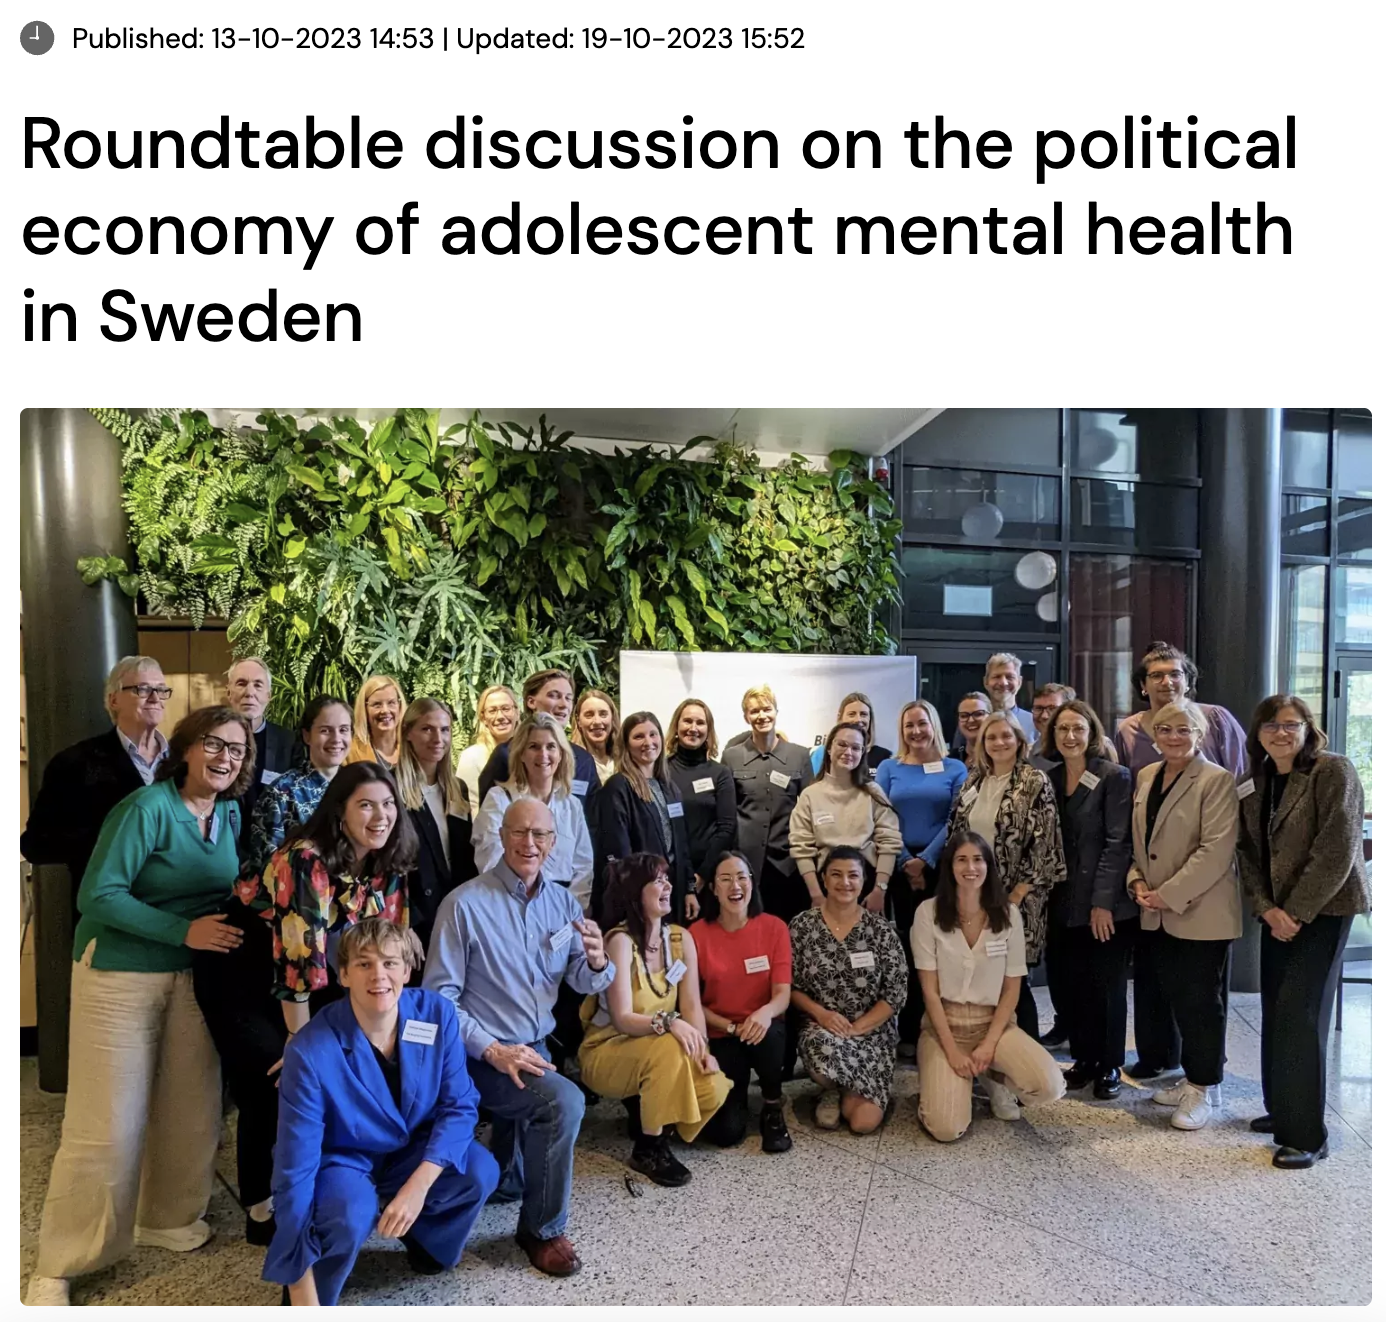 Published: 13-10-2023 14:53 | Updated: 19-10-2023 15:52
Roundtable discussion on the political
economy of adolescent mental health
in Sweden